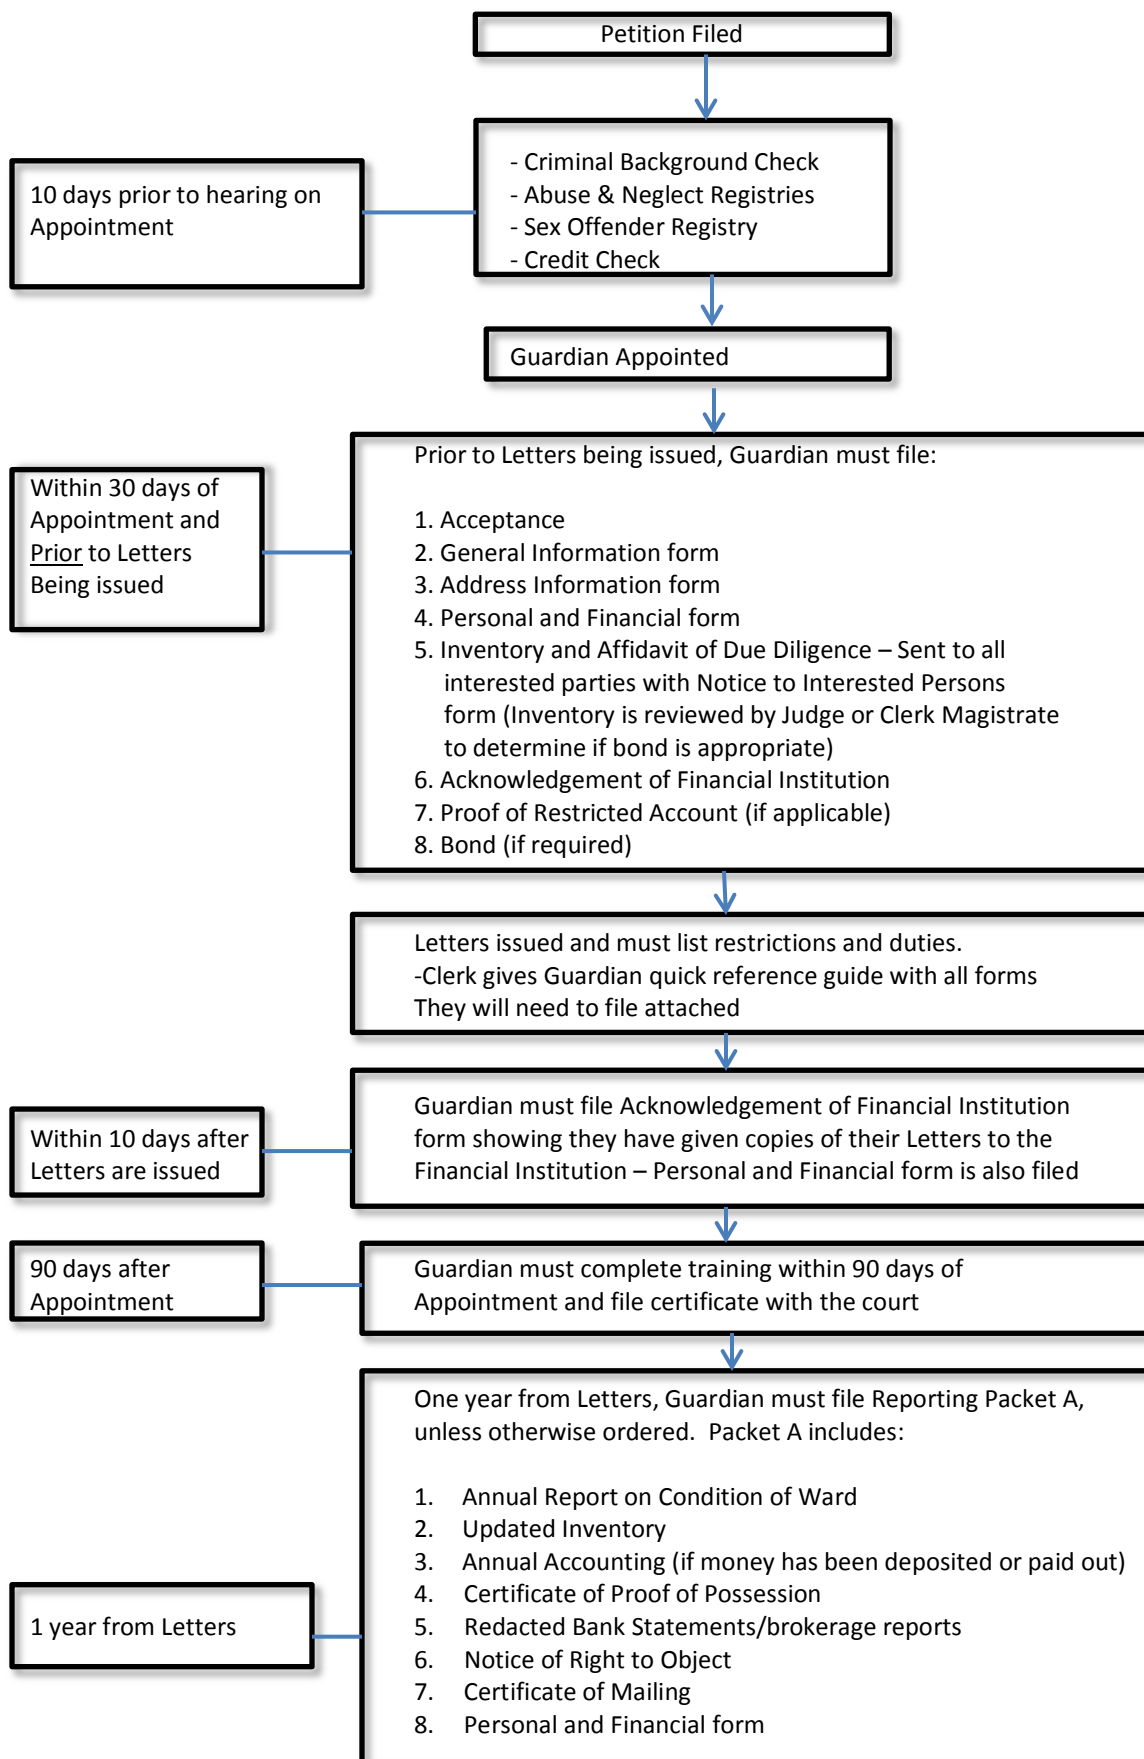 Petition Filed
- Criminal Background Check
- Abuse & Neglect Registries
- Sex Offender Registry
- Credit Check
10 days prior to hearing on
Appointment
Guardian Appointed
Within 30 days of
Appointment and
Prior to Letters
Being issued
Prior to Letters being issued, Guardian must file:
1. Acceptance
2. General Information form
3. Address Information form
4. Personal and Financial form
5. Inventory and Affidavit of Due Diligence – Sent to all
interested parties with Notice to Interested Persons
form (Inventory is reviewed by Judge or Clerk Magistrate
to determine if bond is appropriate)
6. Acknowledgement of Financial Institution
7. Proof of Restricted Account (if applicable)
8. Bond (if required)
Letters issued and must list restrictions and duties.
-Clerk gives Guardian quick reference guide with all forms
They will need to file attached
Within 10 days after
Letters are issued
Guardian must file Acknowledgement of Financial Institution
form showing they have given copies of their Letters to the
Financial Institution – Personal and Financial form is also filed
90 days after
Appointment
Guardian must complete training within 90 days of
Appointment and file certificate with the court
One year from Letters, Guardian must file Reporting Packet A,
unless otherwise ordered. Packet A includes:
1. Annual Report on Condition of Ward
2. Updated Inventory
3. Annual Accounting (if money has been deposited or paid out)
4. Certificate of Proof of Possession
5. Redacted Bank Statements/brokerage reports
6. Notice of Right to Object
7. Certificate of Mailing
8. Personal and Financial form
1 year from Letters